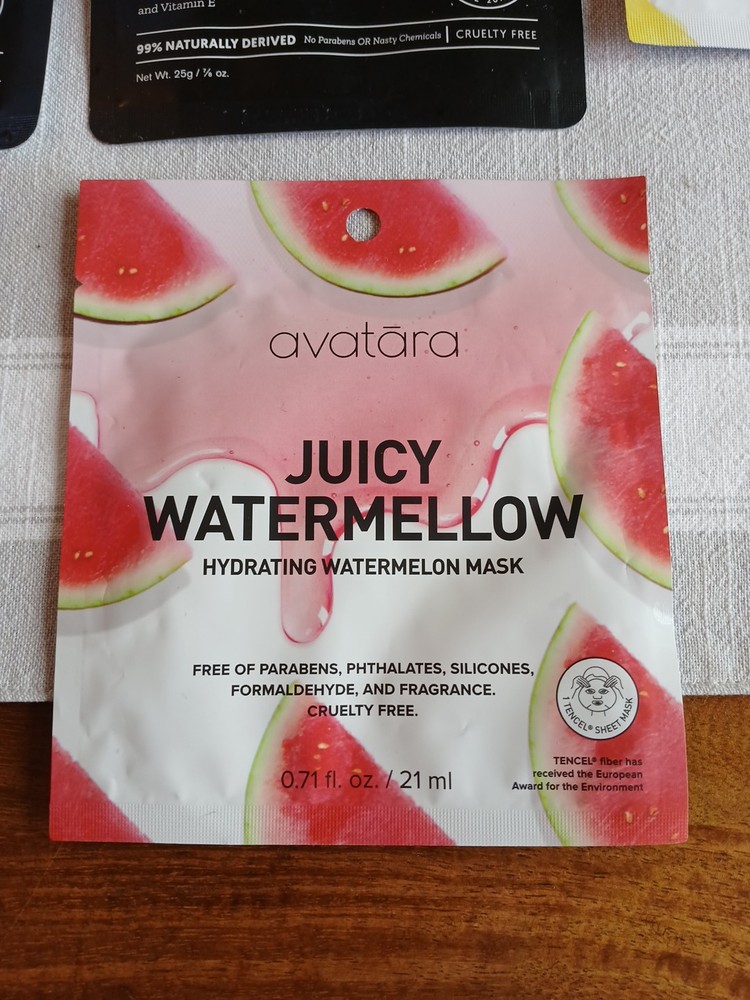 and Vitamin E
99% NATURALLY DERIVED No Parabens OR Nasty Chemicals | CRUELTY FREE
Net Wt. 25g / ⅞ oz.
avatāra
JUICY
WATERMELLOW
HYDRATING WATERMELON MASK
FREE OF PARABENS, PHTHALATES, SILICONES,
FORMALDEHYDE, AND FRAGRANCE.
CRUELTY FREE.
1 TENCEL® SHEET MASK
0.71 fl. oz. / 21 ml
TENCEL® fiber has
received the European
Award for the Environment